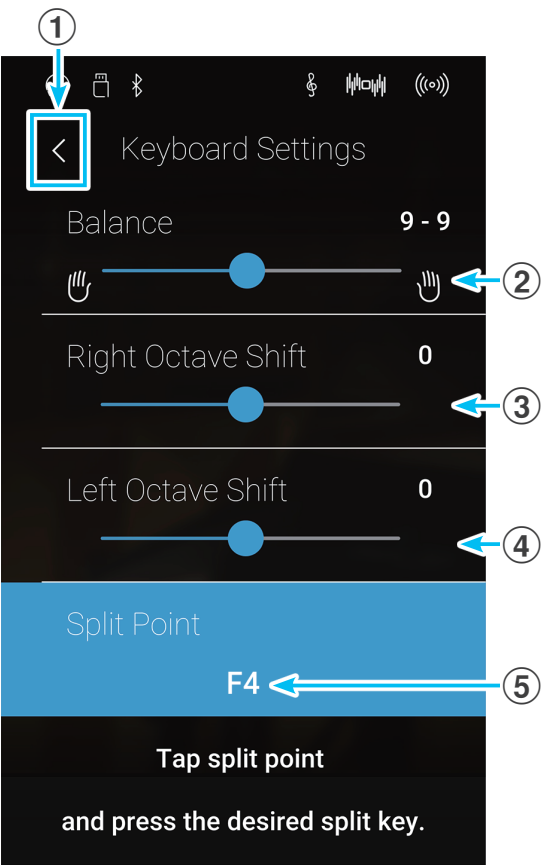 ①
Keyboard Settings
Balance 9 - 9
②
Right Octave Shift 0
③
Left Octave Shift 0
④
Split Point
F4 ⑤
Tap split point
and press the desired split key.